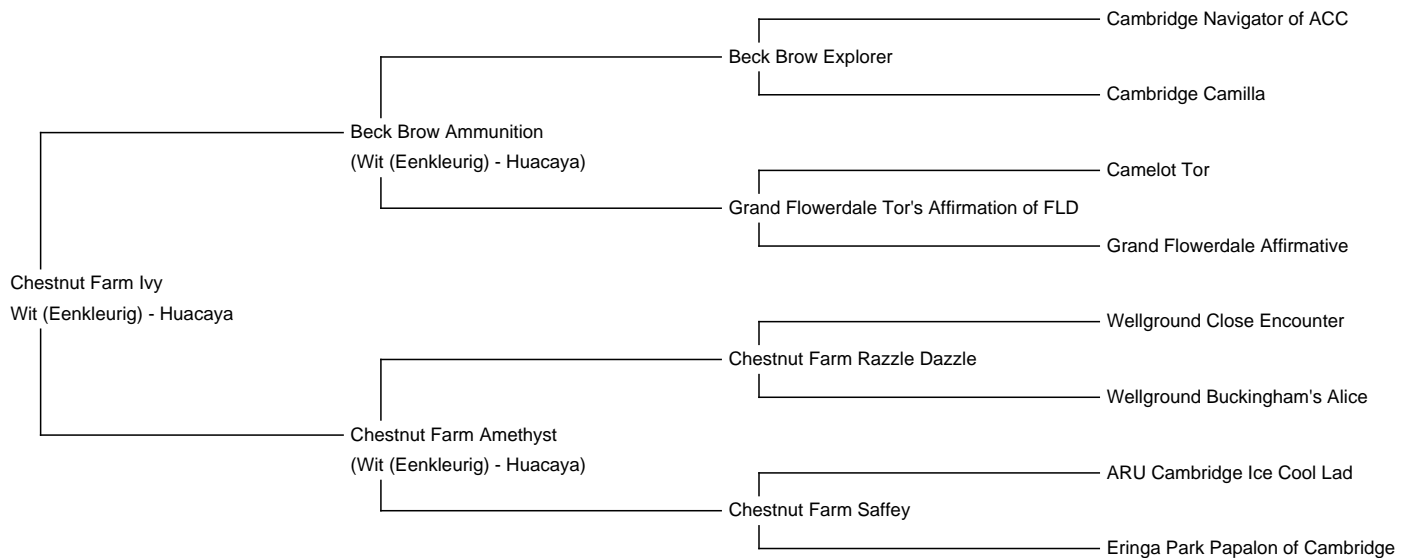 Cambridge Navigator of ACC
Beck Brow Explorer
Cambridge Camilla
Beck Brow Ammunition
(Wit (Eenkleurig) - Huacaya)
Camelot Tor
Grand Flowerdale Tor's Affirmation of FLD
Grand Flowerdale Affirmative
Chestnut Farm Ivy
Wit (Eenkleurig) - Huacaya
Wellground Close Encounter
Chestnut Farm Razzle Dazzle
Wellground Buckingham's Alice
Chestnut Farm Amethyst
(Wit (Eenkleurig) - Huacaya)
ARU Cambridge Ice Cool Lad
Chestnut Farm Saffey
Eringa Park Papalon of Cambridge